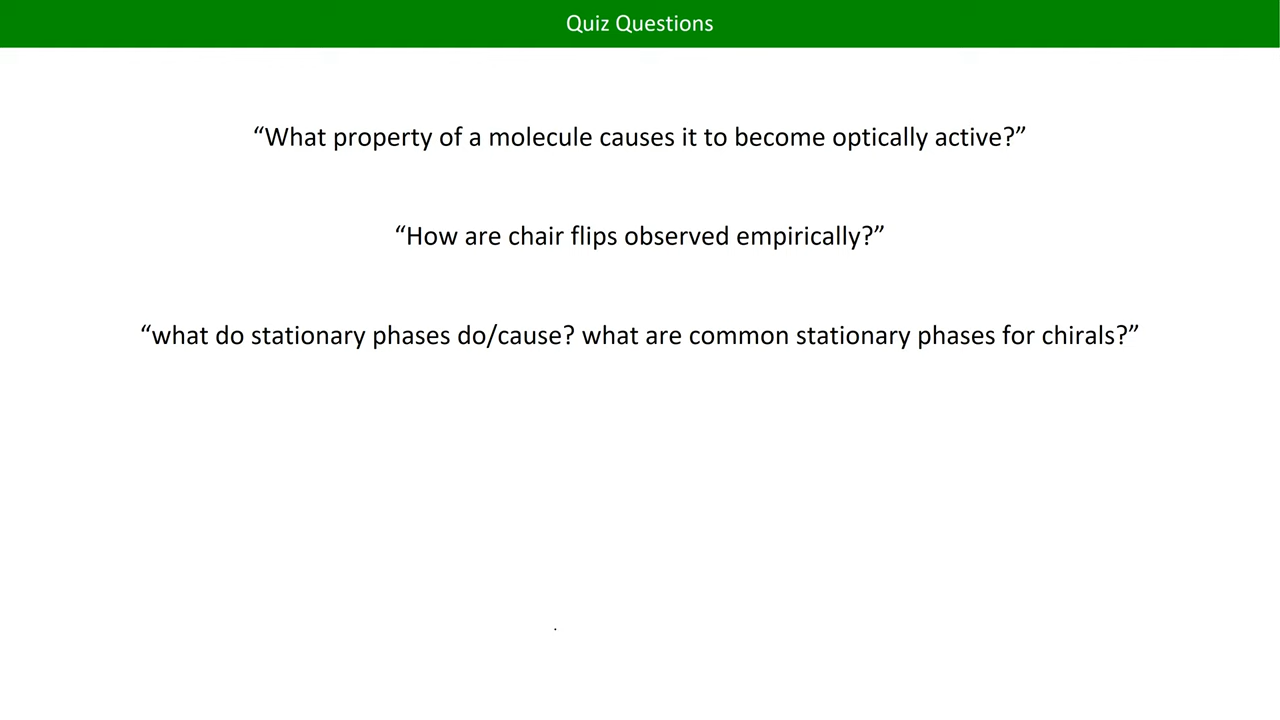 Quiz Questions
“What property of a molecule causes it to become optically active?”
“How are chair flips observed empirically?”
“what do stationary phases do/cause? what are common stationary phases for chirals?”